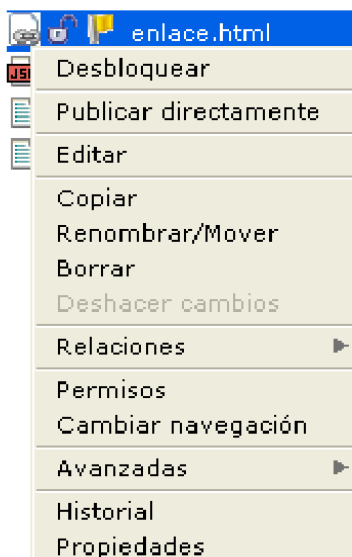 enlace.html
Desbloquear
Publicar directamente
Editar
Copiar
Renombrar/Mover
Borrar
Deshacer cambios
Relaciones
Permisos
Cambiar navegación
Avanzadas
Historial
Propiedades